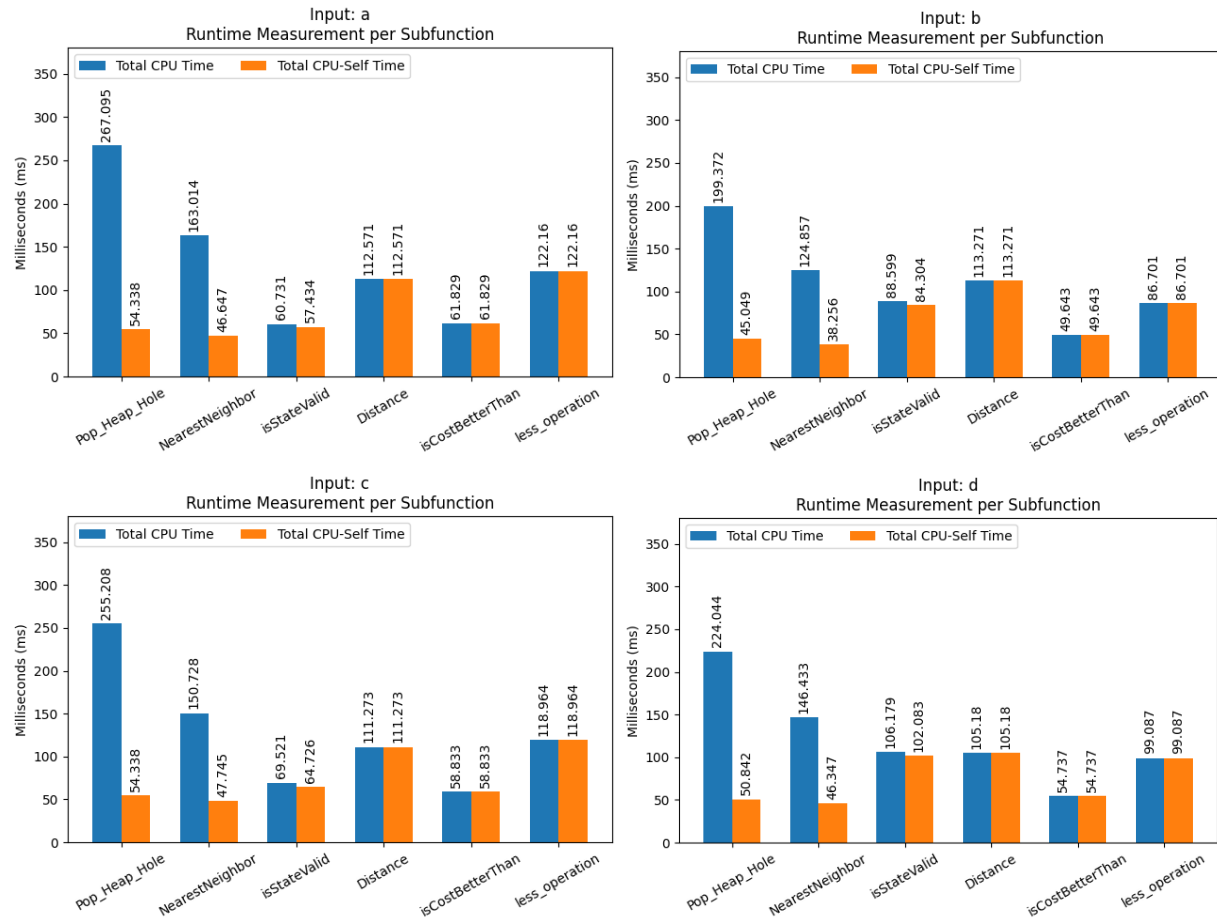 Input: a
Runtime Measurement per Subfunction
Total CPU Time
Total CPU-Self Time
Milliseconds (ms)
350
300
250
200
150
100
50
0
267.095
54.338
163.014
46.647
60.731
57.434
112.571
112.571
61.829
61.829
122.16
122.16
Pop_Heap_Hole
NearestNeighbor
isStateValid
Distance
isCostBetterThan
less_operation
Input: b
Runtime Measurement per Subfunction
Total CPU Time
Total CPU-Self Time
Milliseconds (ms)
350
300
250
200
150
100
50
0
199.372
45.049
124.857
38.256
88.599
84.304
113.271
113.271
49.643
49.643
86.701
86.701
Pop_Heap_Hole
NearestNeighbor
isStateValid
Distance
isCostBetterThan
less_operation
Input: c
Runtime Measurement per Subfunction
Total CPU Time
Total CPU-Self Time
Milliseconds (ms)
350
300
250
200
150
100
50
0
255.208
54.338
150.728
47.745
69.521
64.726
111.273
111.273
58.833
58.833
118.964
118.964
Pop_Heap_Hole
NearestNeighbor
isStateValid
Distance
isCostBetterThan
less_operation
Input: d
Runtime Measurement per Subfunction
Total CPU Time
Total CPU-Self Time
Milliseconds (ms)
350
300
250
200
150
100
50
0
224.044
50.842
146.433
46.347
106.179
102.083
105.18
105.18
54.737
54.737
99.087
99.087
Pop_Heap_Hole
NearestNeighbor
isStateValid
Distance
isCostBetterThan
less_operation